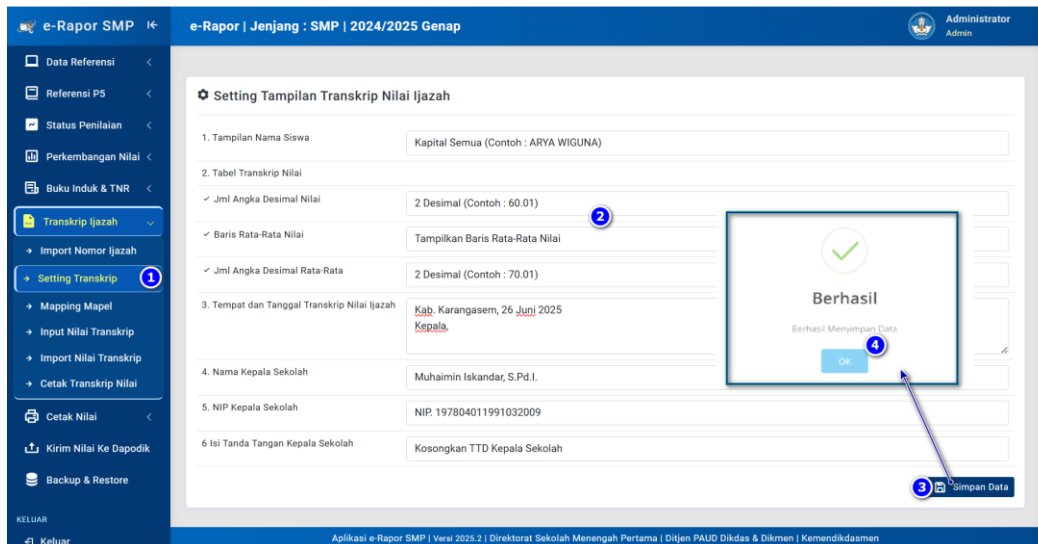 e-Rapor SMP
e-Rapor | Jenjang : SMP | 2024/2025 Genap
Administrator
Admin
Data Referensi
Referensi P5
Status Penilaian
Perkembangan Nilai
Buku Induk & TNR
Transkrip Ijazah
Import Nomor Ijazah
Setting Transkrip 1
Mapping Mapel
Input Nilai Transkrip
Import Nilai Transkrip
Cetak Transkrip Nilai
Cetak Nilai
Kirim Nilai Ke Dapodik
Backup & Restore
KELUAR
Keluar
Setting Tampilan Transkrip Nilai Ijazah
1. Tampilan Nama Siswa
Kapital Semua (Contoh : ARYA WIGUNA)
2. Tabel Transkrip Nilai
Jml Angka Desimal Nilai
2 Desimal (Contoh : 60.01)
2
Baris Rata-Rata Nilai
Tampilkan Baris Rata-Rata Nilai
Jml Angka Desimal Rata-Rata
2 Desimal (Contoh : 70.01)
3. Tempat dan Tanggal Transkrip Nilai Ijazah
Kab. Karangasem, 26 Juni 2025
Kepala,
4. Nama Kepala Sekolah
Muhaimin Iskandar, S.Pd.I.
5. NIP Kepala Sekolah
NIP. 197804011991032009
6 Isi Tanda Tangan Kepala Sekolah
Kosongkan TTD Kepala Sekolah
Berhasil
Berhasil Menyimpan Data
4
OK
3 Simpan Data
Aplikasi e-Rapor SMP | Versi 2025.2 | Direktorat Sekolah Menengah Pertama | Ditjen PAUD Dikdas & Dikmen | Kemendikdasmen